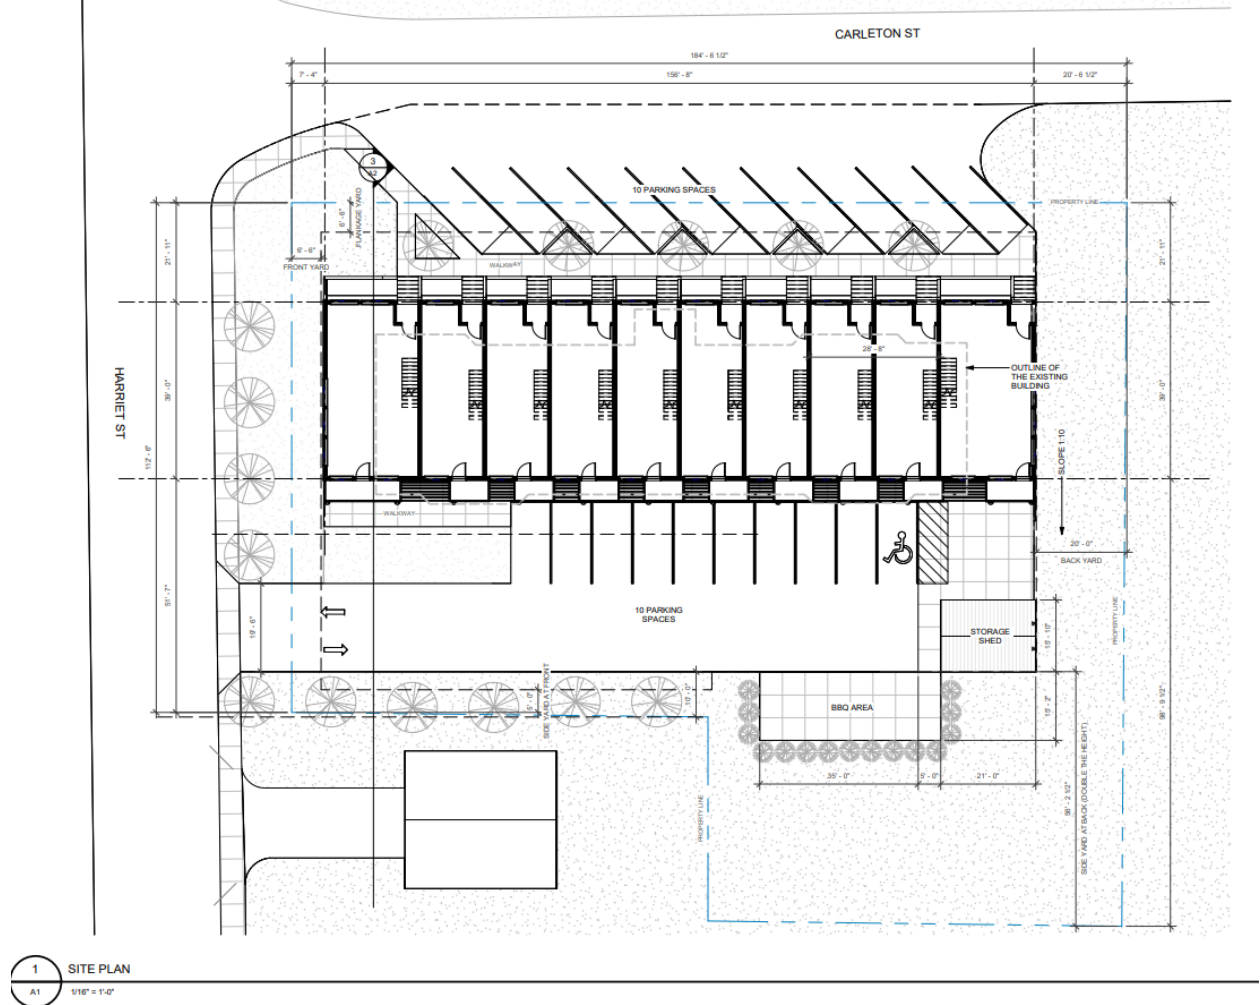 CARLETON ST
184' - 6 1/2"
7' - 4"
156' - 8"
20' - 6 1/2"
3
A2
10 PARKING SPACES
PROPERTY LINE
6' - 6"
FLANKAGE YARD
21' - 11"
21' - 11"
6' - 6"
FRONT YARD
WALKWAY
28' - 8"
OUTLINE OF
THE EXISTING
BUILDING
HARRIET ST
39' - 0"
39' - 0"
112' - 6"
SLOPE 1:10
WALKWAY
20' - 0"
BACK YARD
51' - 7"
19' - 6"
10 PARKING
SPACES
STORAGE
SHED
15' - 10"
PROPERTY LINE
5' - 0"
SIDE YARD AT FRONT
10' - 0"
BBQ AREA
15' - 2"
35' - 0"
5' - 0"
21' - 0"
PROPERTY LINE
56' - 2 1/2"
SIDE YARD AT BACK (DOUBLE THE HEIGHT)
98' - 9 1/2"
1
SITE PLAN
A1
1/16" = 1'-0"